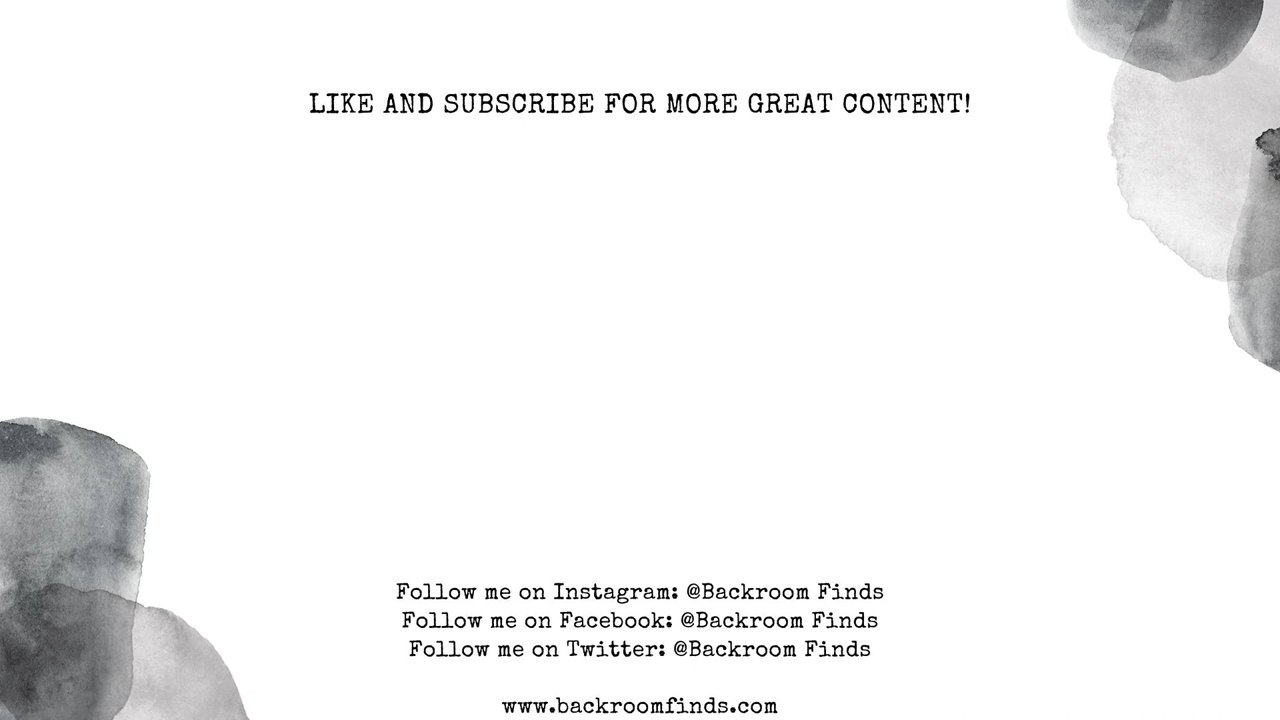 LIKE AND SUBSCRIBE FOR MORE GREAT CONTENT!
Follow me on Instagram: @Backroom Finds
Follow me on Facebook: @Backroom Finds
Follow me on Twitter: @Backroom Finds
www.backroomfinds.com